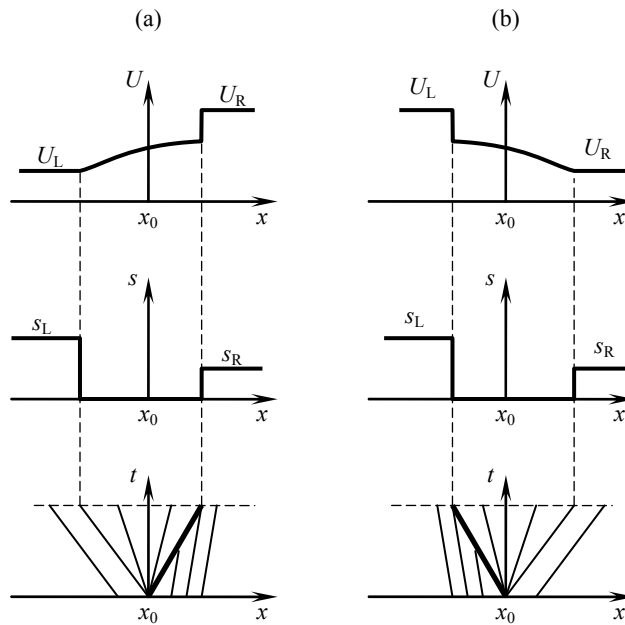 (a) (b)
U U
U_L U_R U_L U_R
x_0 x x_0 x
s s
s_L s_R s_L s_R
x_0 x x_0 x
t t
x_0 x x_0 x